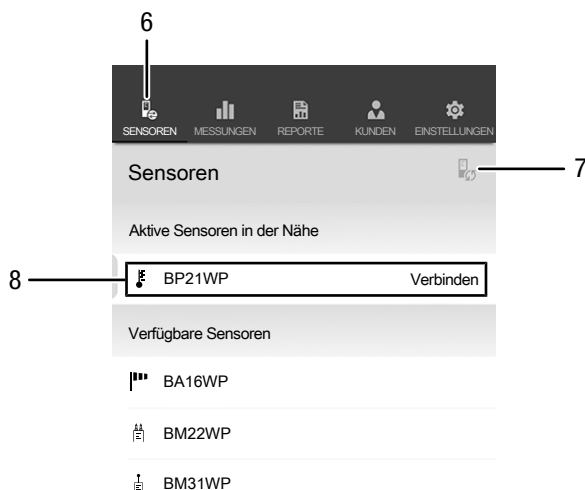 6
SENSOREN MESSUNGEN REPORTE KUNDEN EINSTELLUNGEN
Sensoren
7
Aktive Sensoren in der Nähe
8
BP21WP Verbinden
Verfügbare Sensoren
BA16WP
BM22WP
BM31WP